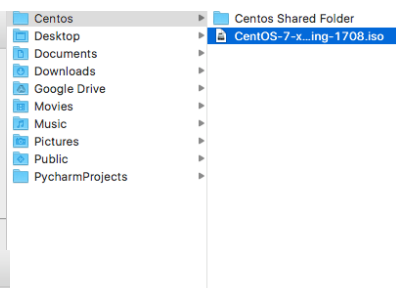 Centos
Desktop
Documents
Downloads
Google Drive
Movies
Music
Pictures
Public
PycharmProjects
Centos Shared Folder
CentOS-7-x...ing-1708.iso